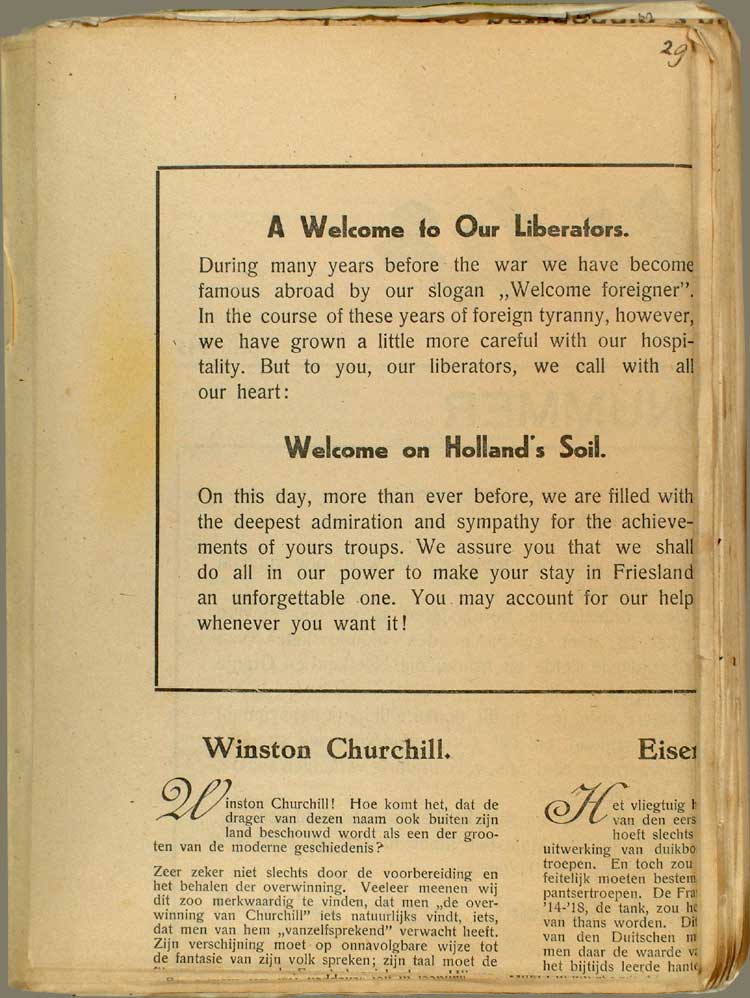 29
A Welcome to Our Liberators.
During many years before the war we have become
famous abroad by our slogan „Welcome foreigner”.
In the course of these years of foreign tyranny, however,
we have grown a little more careful with our hospi-
tality. But to you, our liberators, we call with all
our heart:
Welcome on Holland's Soil.
On this day, more than ever before, we are filled with
the deepest admiration and sympathy for the achieve-
ments of yours troups. We assure you that we shall
do all in our power to make your stay in Friesland
an unforgettable one. You may account for our help
whenever you want it!
Winston Churchill.
Winston Churchill! Hoe komt het, dat de
drager van dezen naam ook buiten zijn
land beschouwd wordt als een der groo-
ten van de moderne geschiedenis?
Zeer zeker niet slechts door de voorbereiding en
het behalen der overwinning. Veeleer meenen wij
dit zoo merkwaardig te vinden, dat men „de over-
winning van Churchill” iets natuurlijks vindt, iets,
dat men van hem „vanzelfsprekend” verwacht heeft.
Zijn verschijning moet op onnavolgbare wijze tot
de fantasie van zijn volk spreken; zijn taal moet de
Eise
Het vliegtuig
van den eers
hoeft slechts
uitwerking van duikbo
troepen. En toch zou
feitelijk moeten bestem
pantsertroepen. De Fra
'14-'18, de tank, zou he
van thans worden. Dit
van den Duitschen m
men daar de waarde v
het bijtijds leerde hant